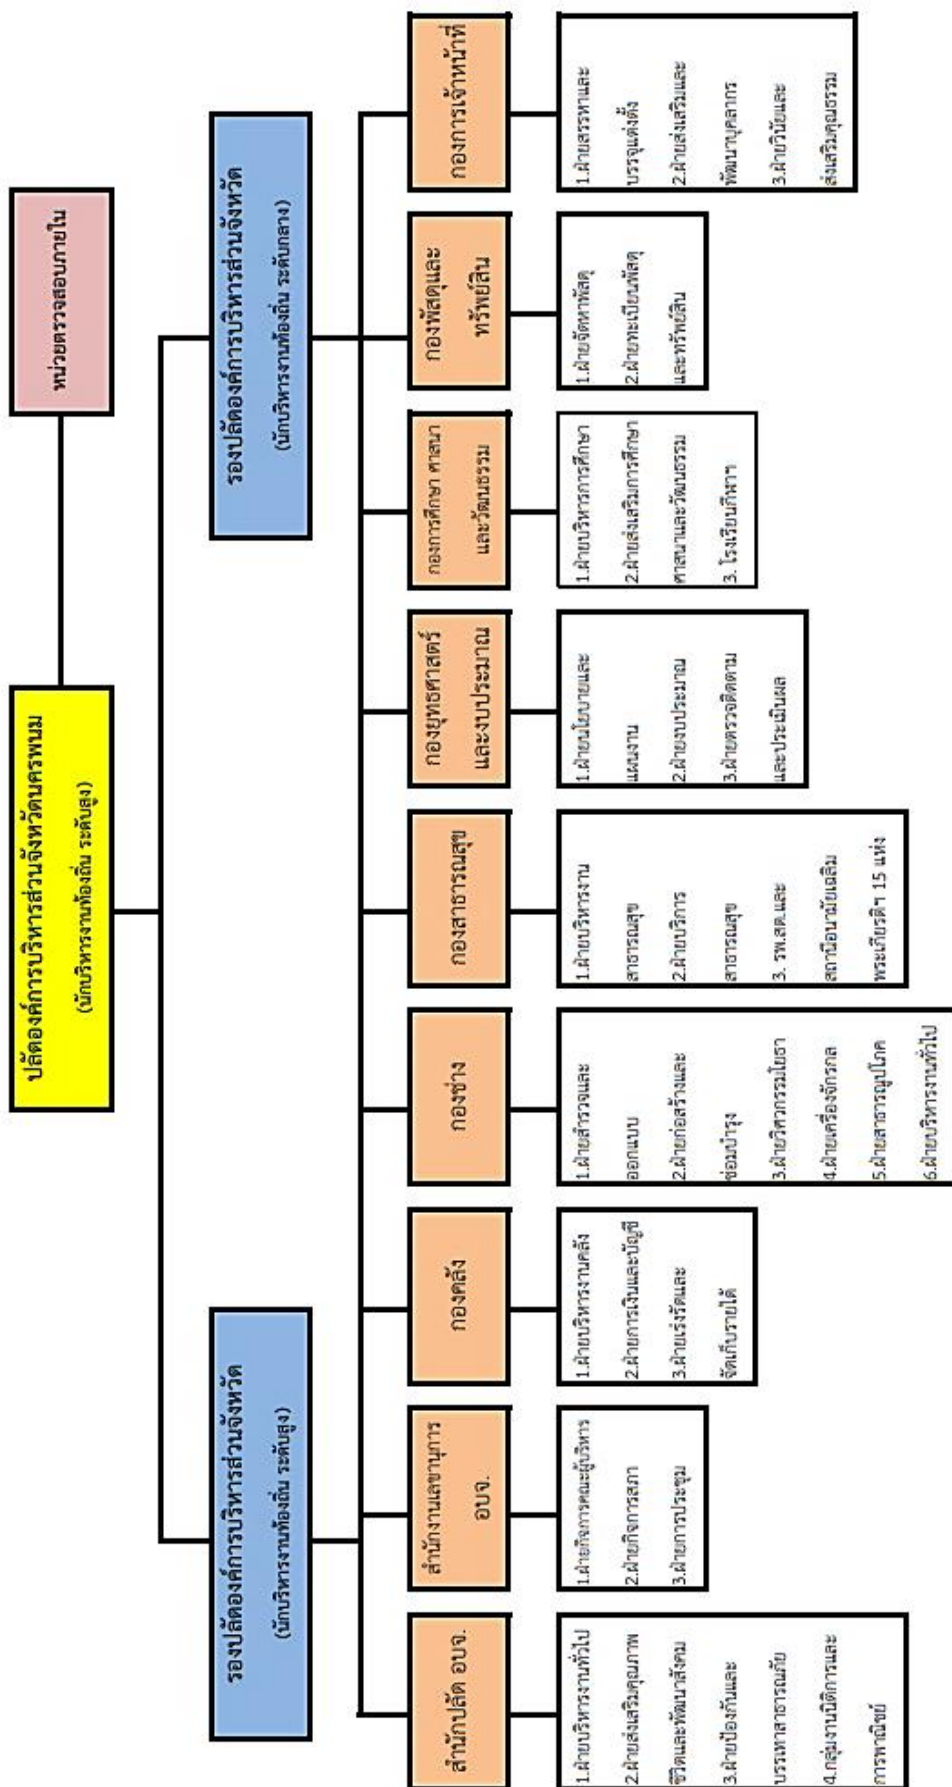 ปลัดองค์การบริหารส่วนจังหวัดนครพนม
(นักบริหารงานท้องถิ่น ระดับสูง)
หน่วยตรวจสอบภายใน
รองปลัดองค์การบริหารส่วนจังหวัด
(นักบริหารงานท้องถิ่น ระดับสูง)
รองปลัดองค์การบริหารส่วนจังหวัด
(นักบริหารงานท้องถิ่น ระดับกลาง)
สำนักปลัด อบจ.
1.ฝ่ายบริหารงานทั่วไป
2.ฝ่ายส่งเสริมคุณภาพ
ชีวิตและพัฒนาสังคม
3.ฝ่ายป้องกันและ
บรรเทาสาธารณภัย
4.กลุ่มงานนิติการและ
การพาณิชย์
สำนักงานเลขานุการ
อบจ.
1.ฝ่ายกิจการคณะผู้บริหาร
2.ฝ่ายกิจการสภา
3.ฝ่ายการประชุม
กองคลัง
1.ฝ่ายบริหารงานคลัง
2.ฝ่ายการเงินและบัญชี
3.ฝ่ายเร่งรัดและ
จัดเก็บรายได้
กองช่าง
1.ฝ่ายสำรวจและ
ออกแบบ
2.ฝ่ายก่อสร้างและ
ซ่อมบำรุง
3.ฝ่ายวิศวกรรมโยธา
4.ฝ่ายเครื่องจักรกล
5.ฝ่ายสาธารณูปโภค
6.ฝ่ายบริหารงานทั่วไป
กองสาธารณสุข
1.ฝ่ายบริหารงาน
สาธารณสุข
2.ฝ่ายบริการ
สาธารณสุข
3. รพ.สต.และ
สถานีอนามัยเฉลิม
พระเกียรติฯ 15 แห่ง
กองยุทธศาสตร์
และงบประมาณ
1.ฝ่ายนโยบายและ
แผนงาน
2.ฝ่ายงบประมาณ
3.ฝ่ายตรวจติดตาม
และประเมินผล
กองการศึกษา ศาสนา
และวัฒนธรรม
1.ฝ่ายบริหารการศึกษา
2.ฝ่ายส่งเสริมการศึกษา
ศาสนาและวัฒนธรรม
3. โรงเรียนกีฬาฯ
กองพัสดุและ
ทรัพย์สิน
1.ฝ่ายจัดหาพัสดุ
2.ฝ่ายทะเบียนพัสดุ
และทรัพย์สิน
กองการเจ้าหน้าที่
1.ฝ่ายสรรหาและ
บรรจุแต่งตั้ง
2.ฝ่ายส่งเสริมและ
พัฒนาบุคลากร
3.ฝ่ายวินัยและ
ส่งเสริมคุณธรรม